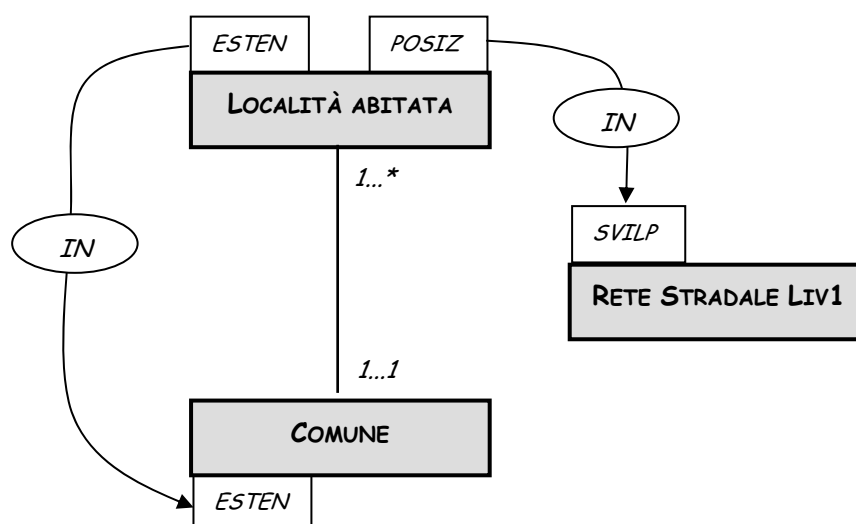 ESTEN
POSIZ
LOCALITÀ ABITATA
IN
1...*
SVILP
IN
RETE STRADALE LIV1
1...1
COMUNE
ESTEN